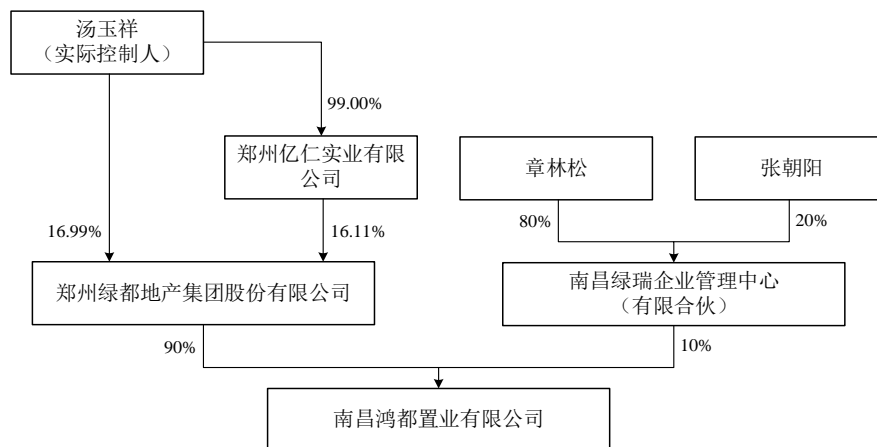 汤玉祥
（实际控制人）
99.00%
郑州亿仁实业有限
公司
章林松
张朝阳
16.99%
16.11%
80%
20%
郑州绿都地产集团股份有限公司
南昌绿瑞企业管理中心
（有限合伙）
90%
10%
南昌鸿都置业有限公司